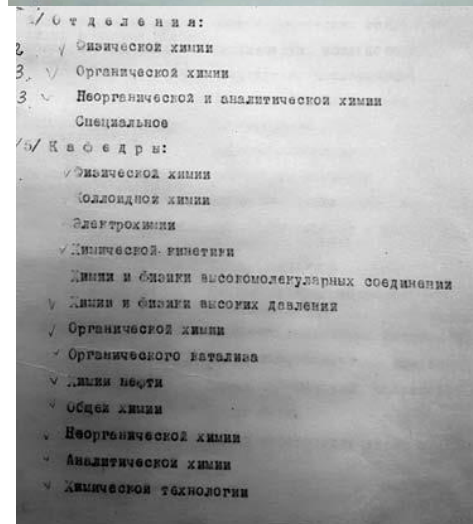 / О т д е л е н и я:
2 √ Физической химии
3. √ Органической химии
3 √ Неорганической и аналитической химии
Специальное
/5/ К а ф е д р ы:
√ Физической химии
Коллоидной химии
Электрохимии
√ Химической кинетики
Химии и физики высокомолекулярных соединений
√ Химии и физики высоких давлений
√ Органической химии
√ Органического катализа
√ Химии нефти
√ Общей химии
√ Неорганической химии
√ Аналитической химии
√ Химической технологии